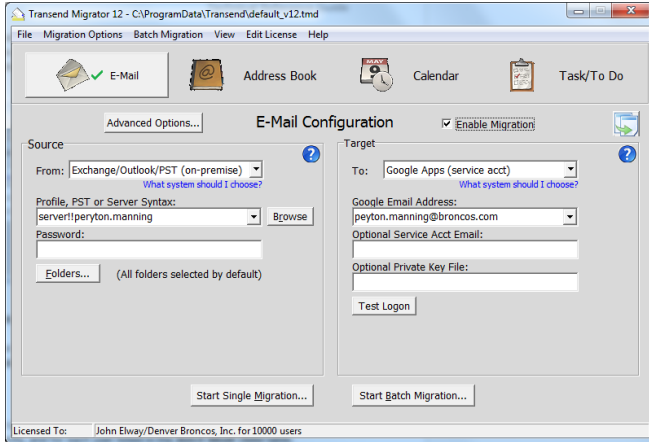 Transend Migrator 12 - C:\ProgramData\Transend\default_v12.tmd
File Migration Options Batch Migration View Edit License Help
E-Mail Address Book Calendar Task/To Do
Advanced Options... E-Mail Configuration Enable Migration
Source
From: Exchange/Outlook/PST (on-premise)
What system should I choose?
Profile, PST or Server Syntax:
server!!peryton.manning Browse
Password:
Folders... (All folders selected by default)
Target
To: Google Apps (service acct)
What system should I choose?
Google Email Address:
peyton.manning@broncos.com
Optional Service Acct Email:
Optional Private Key File:
Test Logon
Start Single Migration... Start Batch Migration...
Licensed To: John Elway/Denver Broncos, Inc. for 10000 users